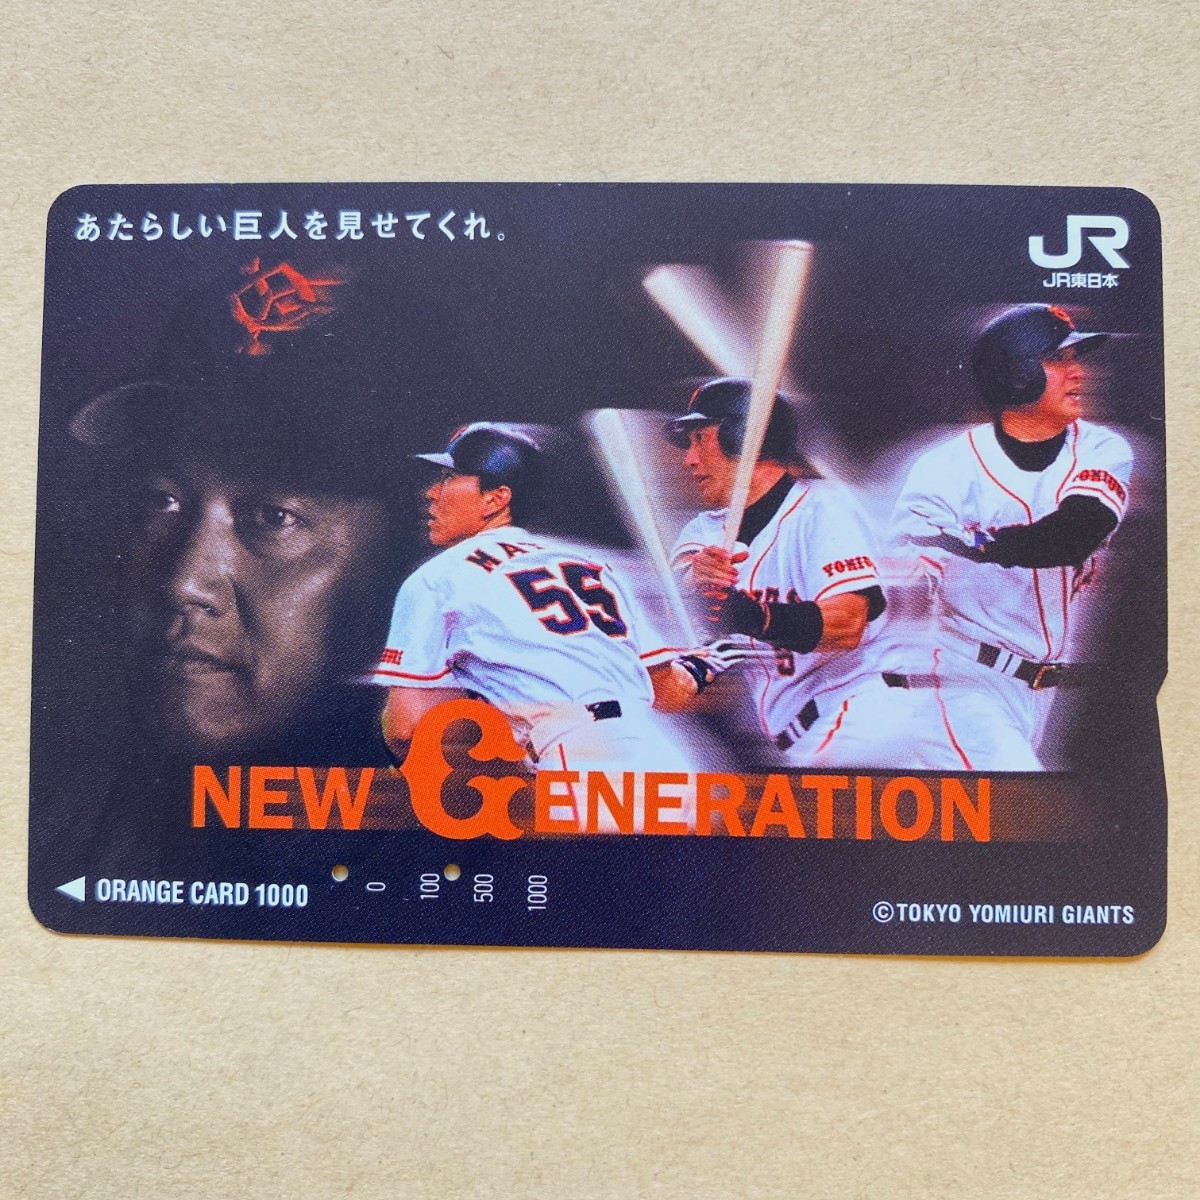 あたらしい巨人を見せてくれ。
JR
JR東日本
YOMIURI
55
NEW GENERATION
ORANGE CARD 1000
0 100 500 1000
©TOKYO YOMIURI GIANTS